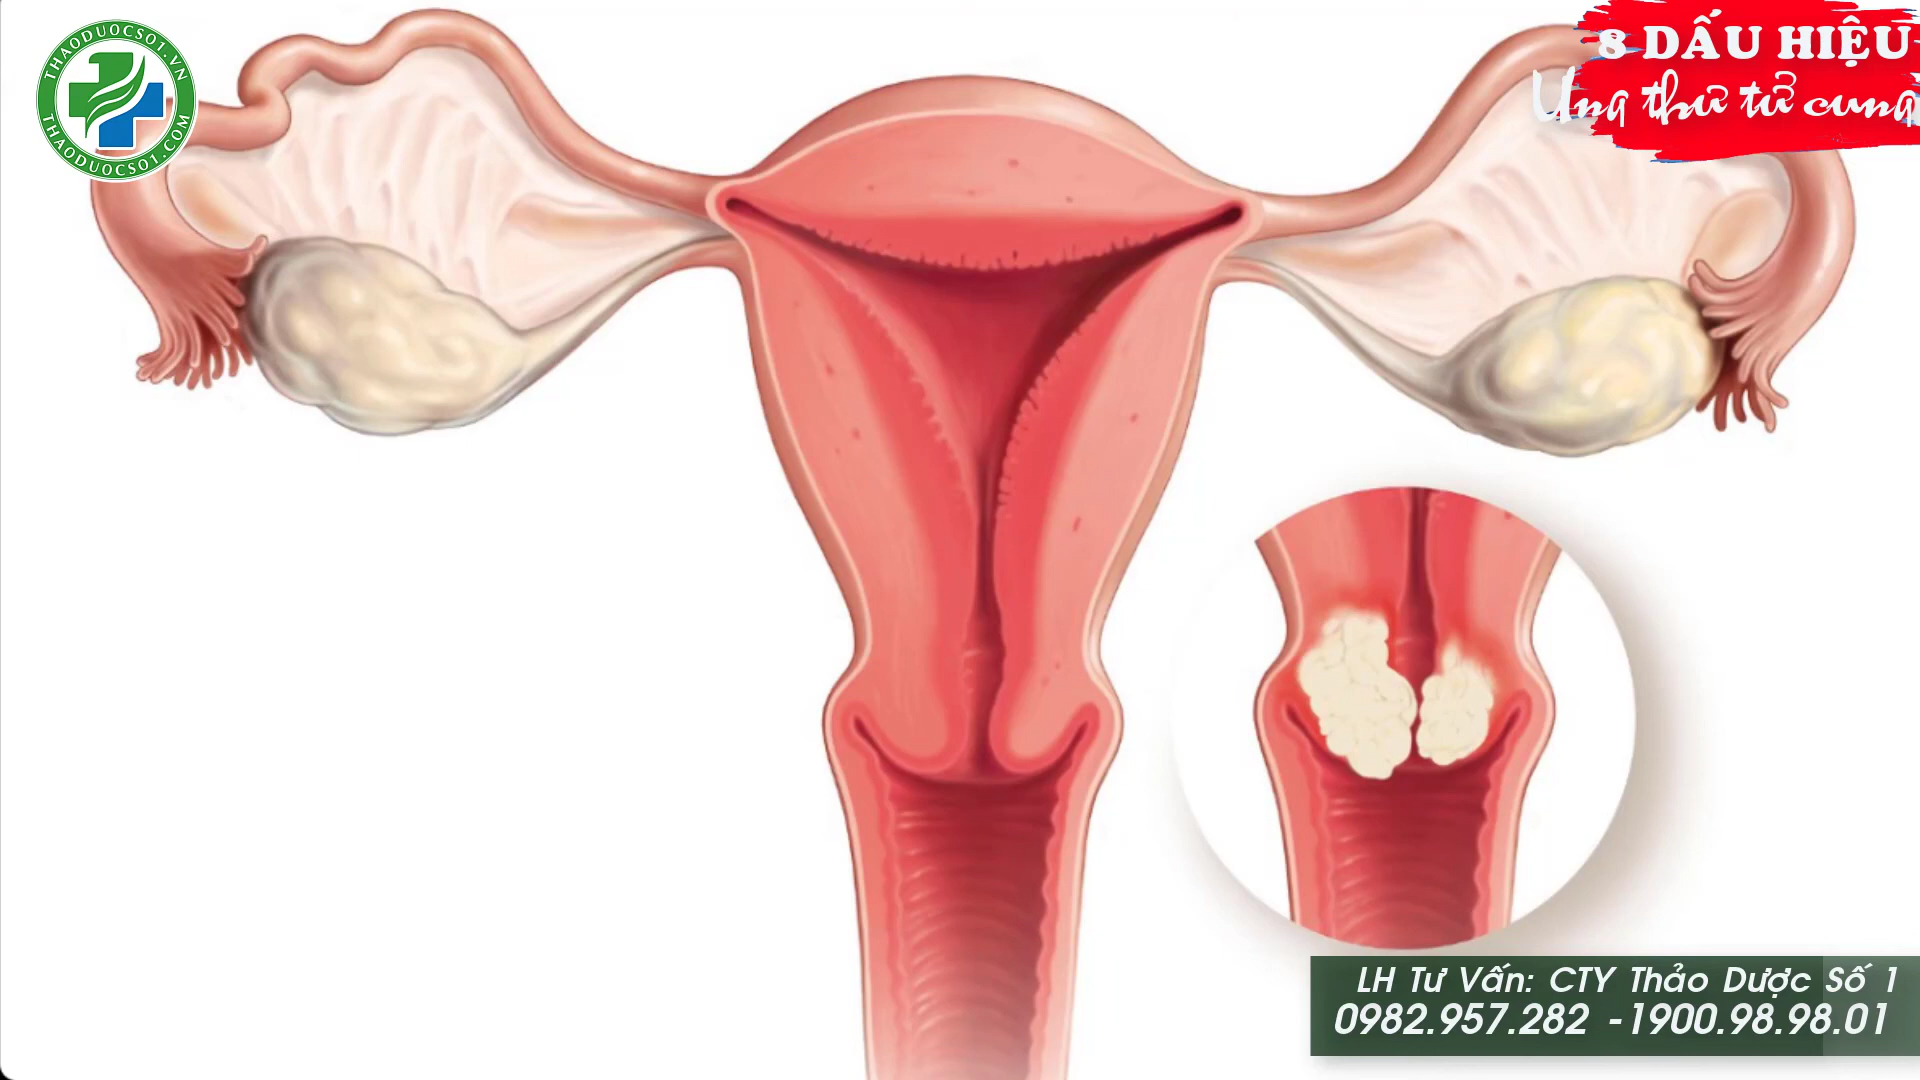 THAODUOCSO1.VN
THAODUOCSO1.COM
8 DẤU HIỆU
Ung thư tử cung
LH Tư Vấn: CTY Thảo Dược Số 1
0982.957.282 -1900.98.98.01